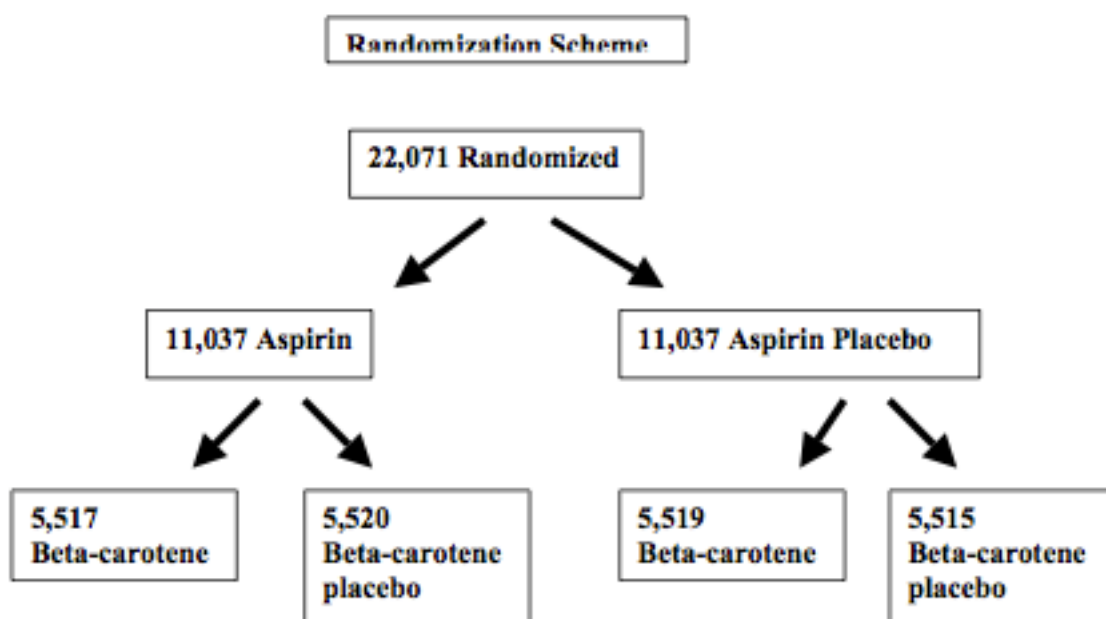 Randomization Scheme
22,071 Randomized
11,037 Aspirin
11,037 Aspirin Placebo
5,517
Beta-carotene
5,520
Beta-carotene
placebo
5,519
Beta-carotene
5,515
Beta-carotene
placebo